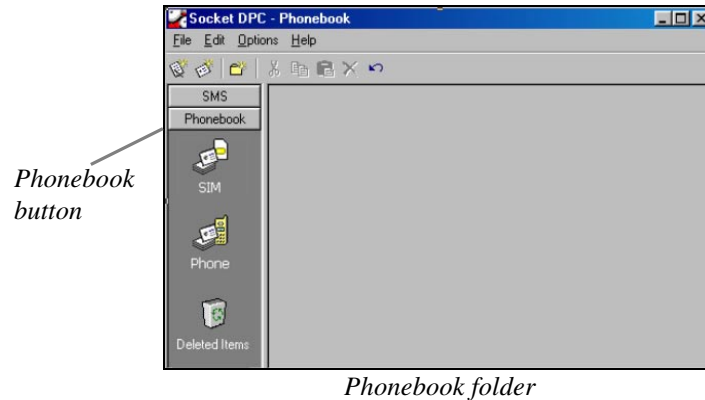 Socket DPC - Phonebook
File Edit Options Help
SMS
Phonebook
SIM
Phone
Deleted Items
Phonebook
button
Phonebook folder